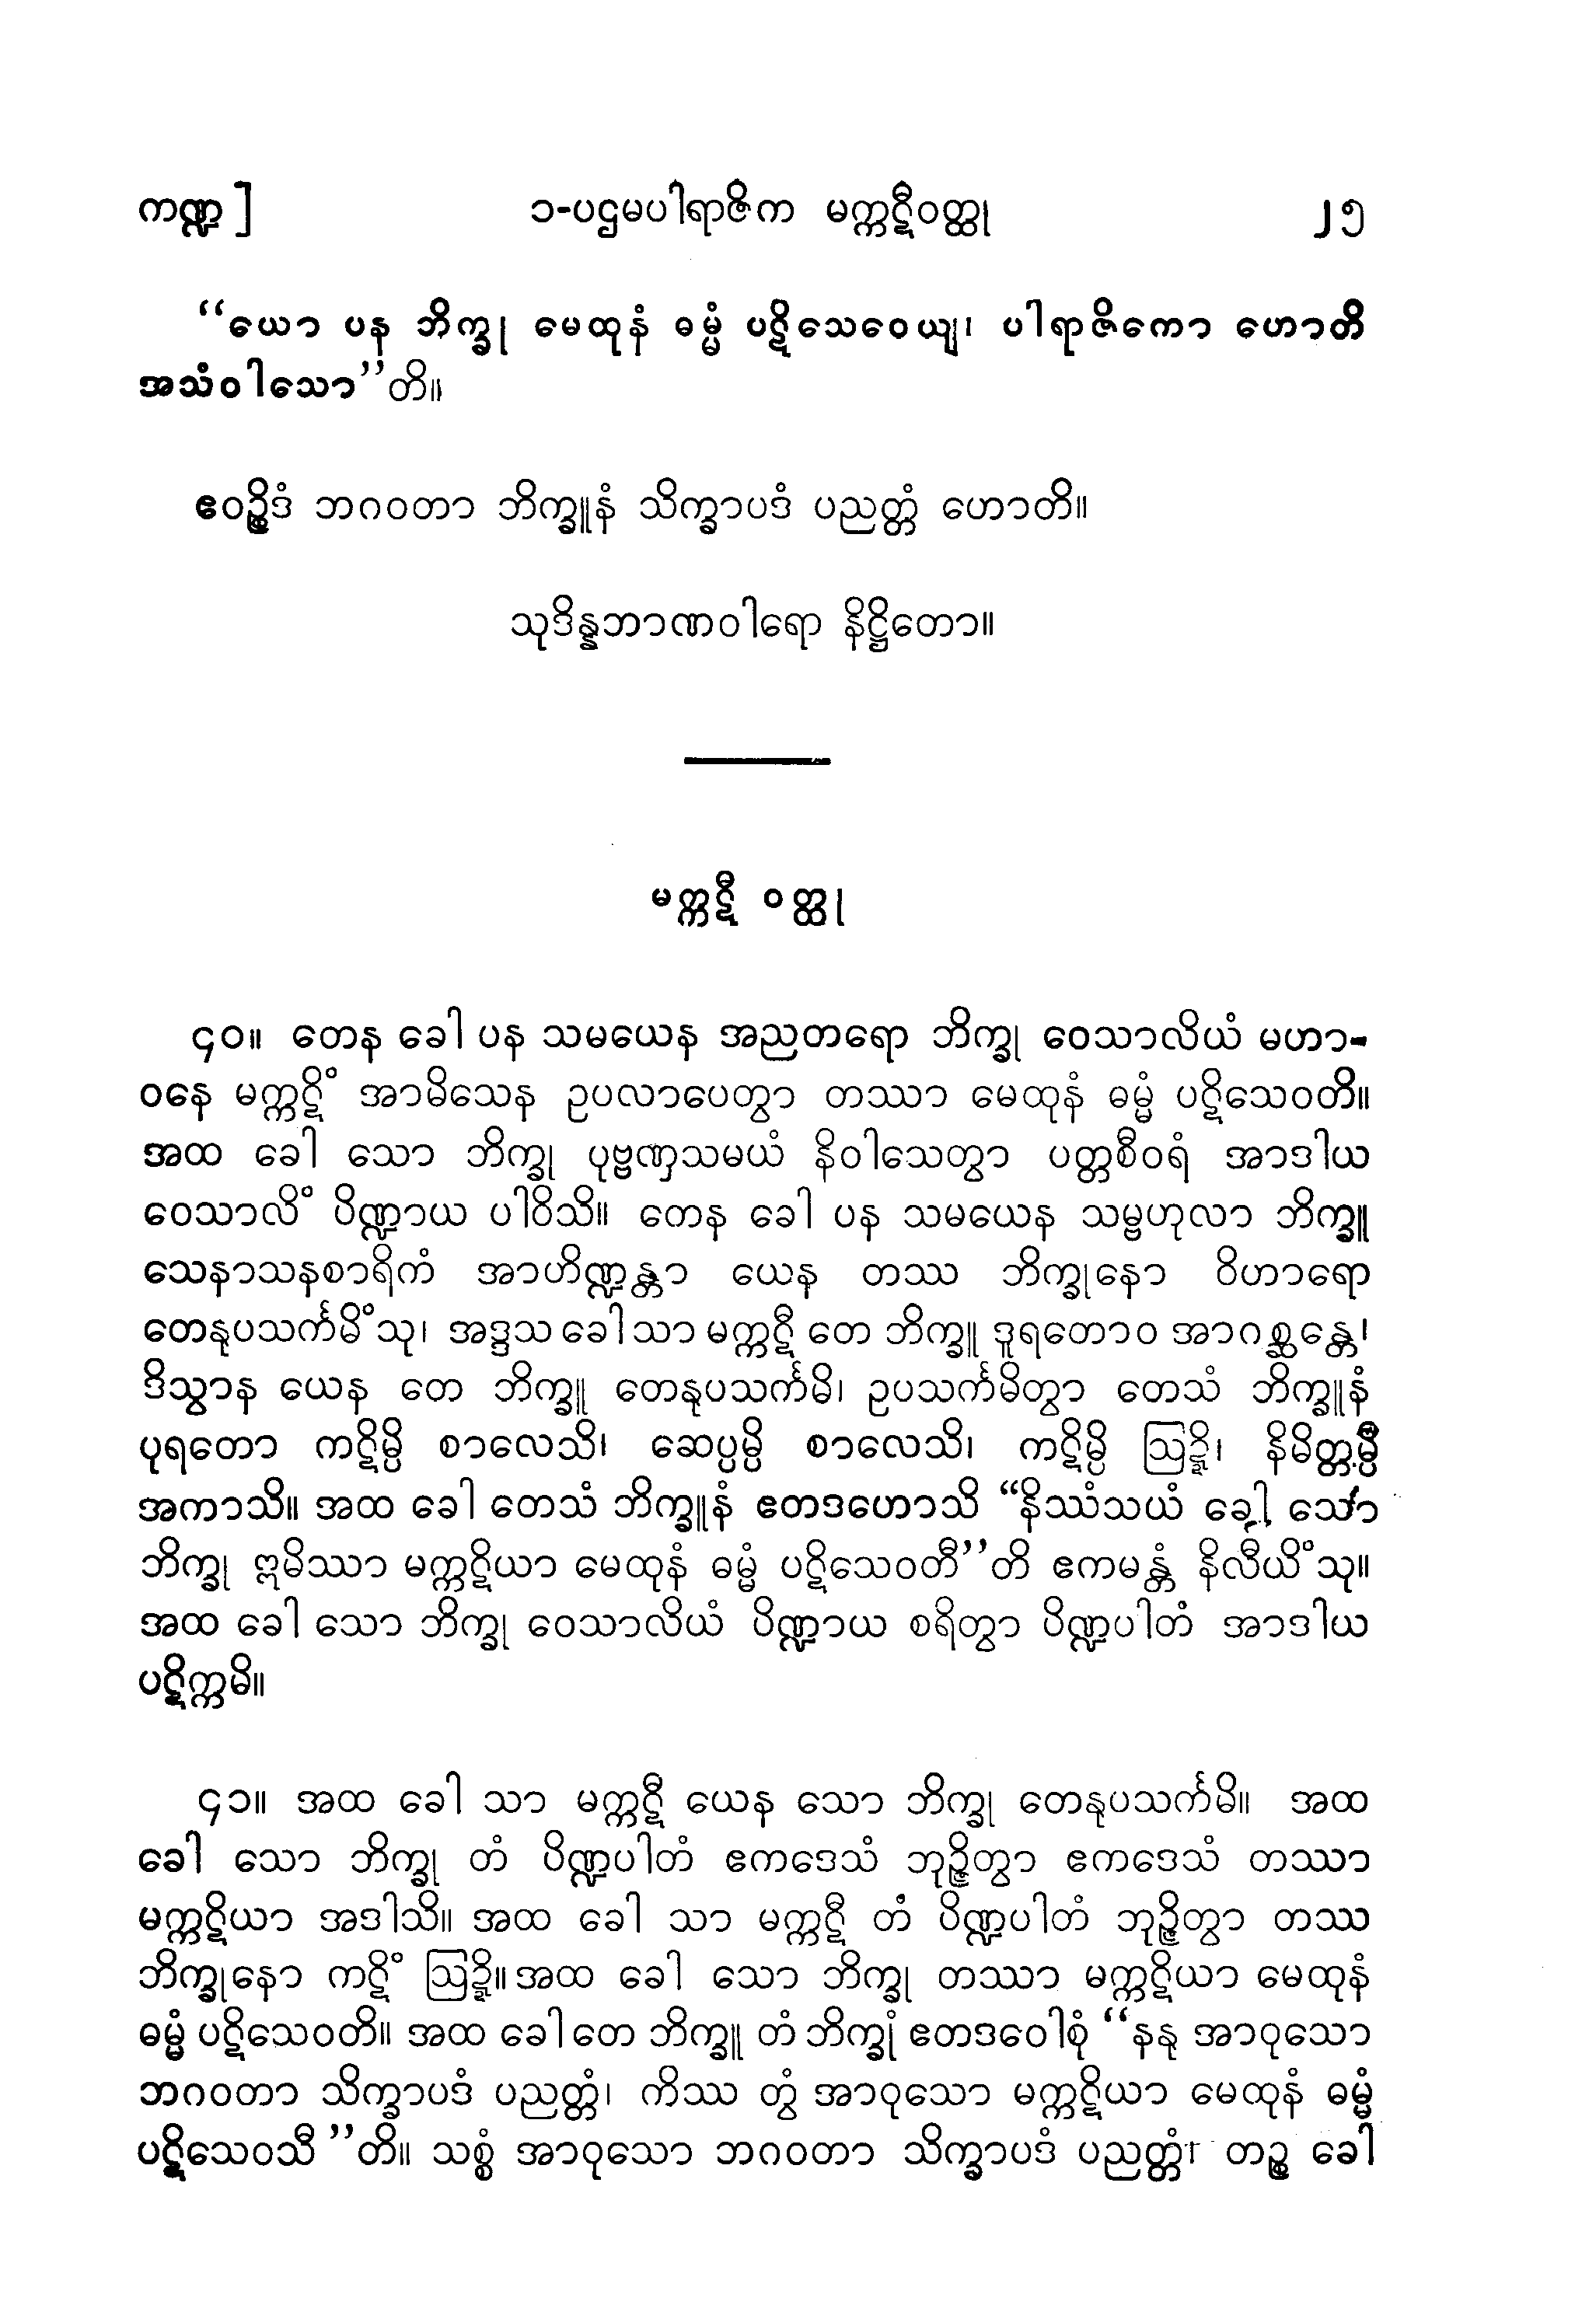 ကဏ္ဍ] ၁-ပဌမပါရာဇိက မက္ကဋီဝတ္ထု ၂၅
“ယော ပန ဘိက္ခု မေထုနံ ဓမ္မံ ပဋိသေဝေယျ၊ ပါရာဇိကော ဟောတိ
အသံဝါသော”တိ။
ဧဝဉ္စိဒံ ဘဂဝတာ ဘိက္ခူနံ သိက္ခာပဒံ ပညတ္တံ ဟောတိ။
သုဒိန္နဘာဏဝါရော နိဋ္ဌိတော။
မက္ကဋီ ဝတ္ထု
၄၀။ တေန ခေါ ပန သမယေန အညတရော ဘိက္ခု ဝေသာလိယံ မဟာ-
ဝနေ မက္ကဋိံ အာမိသေန ဥပလာပေတွာ တဿာ မေထုနံ ဓမ္မံ ပဋိသေဝတိ။
အထ ခေါ သော ဘိက္ခု ပုဗ္ဗဏှသမယံ နိဝါသေတွာ ပတ္တစီဝရံ အာဒါယ
ဝေသာလိံ ပိဏ္ဍာယ ပါဝိသိ။ တေန ခေါ ပန သမယေန သမ္ဗဟုလာ ဘိက္ခူ
သေနာသနစာရိကံ အာဟိဏ္ဍန္တာ ယေန တဿ ဘိက္ခုနော ဝိဟာရော
တေနုပသင်္ကမိံသု၊ အဒ္ဒသ ခေါ သာ မက္ကဋီ တေ ဘိက္ခူ ဒူရတောဝ အာဂစ္ဆန္တေ၊
ဒိသွာန ယေန တေ ဘိက္ခူ တေနုပသင်္ကမိ၊ ဥပသင်္ကမိတွာ တေသံ ဘိက္ခူနံ
ပုရတော ကဋိမ္ပိ စာလေသိ၊ ဆေပ္ပမ္ပိ စာလေသိ၊ ကဋိမ္ပိ ဩဍ္ဍိ၊ နိမိတ္တမ္ပိ
အကာသိ။ အထ ခေါ တေသံ ဘိက္ခူနံ ဧတဒဟောသိ “နိဿံသယံ ခေါ သော
ဘိက္ခု ဣမိဿာ မက္ကဋိယာ မေထုနံ ဓမ္မံ ပဋိသေဝတီ”တိ ဧကမန္တံ နိလီယိံသု။
အထ ခေါ သော ဘိက္ခု ဝေသာလိယံ ပိဏ္ဍာယ စရိတွာ ပိဏ္ဍပါတံ အာဒါယ
ပဋိက္ကမိ။
၄၁။ အထ ခေါ သာ မက္ကဋီ ယေန သော ဘိက္ခု တေနုပသင်္ကမိ။ အထ
ခေါ သော ဘိက္ခု တံ ပိဏ္ဍပါတံ ဧကဒေသံ ဘုဉ္ဇိတွာ ဧကဒေသံ တဿာ
မက္ကဋိယာ အဒါသိ။ အထ ခေါ သာ မက္ကဋီ တံ ပိဏ္ဍပါတံ ဘုဉ္ဇိတွာ တဿ
ဘိက္ခုနော ကဋိံ ဩဍ္ဍိ။ အထ ခေါ သော ဘိက္ခု တဿာ မက္ကဋိယာ မေထုနံ
ဓမ္မံ ပဋိသေဝတိ။ အထ ခေါ တေ ဘိက္ခူ တံ ဘိက္ခုံ ဧတဒဝေါစုံ “နနု အာဝုသော
ဘဂဝတာ သိက္ခာပဒံ ပညတ္တံ၊ ကိဿ တွံ အာဝုသော မက္ကဋိယာ မေထုနံ ဓမ္မံ
ပဋိသေဝသီ”တိ။ သစ္စံ အာဝုသော ဘဂဝတာ သိက္ခာပဒံ ပညတ္တံ၊ တဉ္စ ခေါ